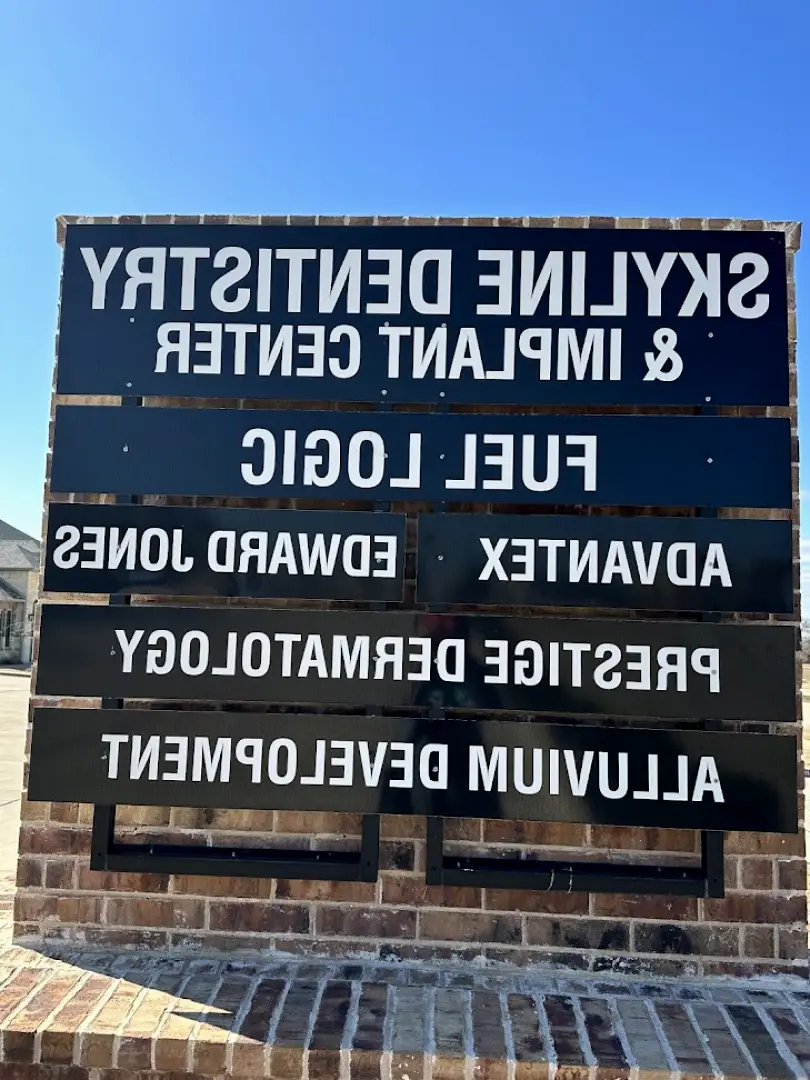 SKYLINE DENTISTRY
& IMPLANT CENTER
FUEL LOGIC
ADVANTEX
EDWARD JONES
PRESTIGE DERMATOLOGY
ALLUVIUM DEVELOPMENT